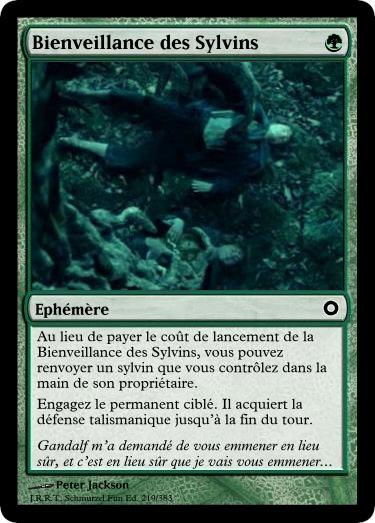 Bienveillance des Sylvins
Ephémère
Au lieu de payer le coût de lancement de la
Bienveillance des Sylvins, vous pouvez
renvoyer un sylvin que vous contrôlez dans la
main de son propriétaire.
Engagez le permanent ciblé. Il acquiert la
défense talismanique jusqu'à la fin du tour.
Gandalf m'a demandé de vous emmener en lieu
sûr, et c'est en lieu sûr que je vais vous emmener...
Peter Jackson
J.R.R.T. Schnurzel Fun Ed. 219/383